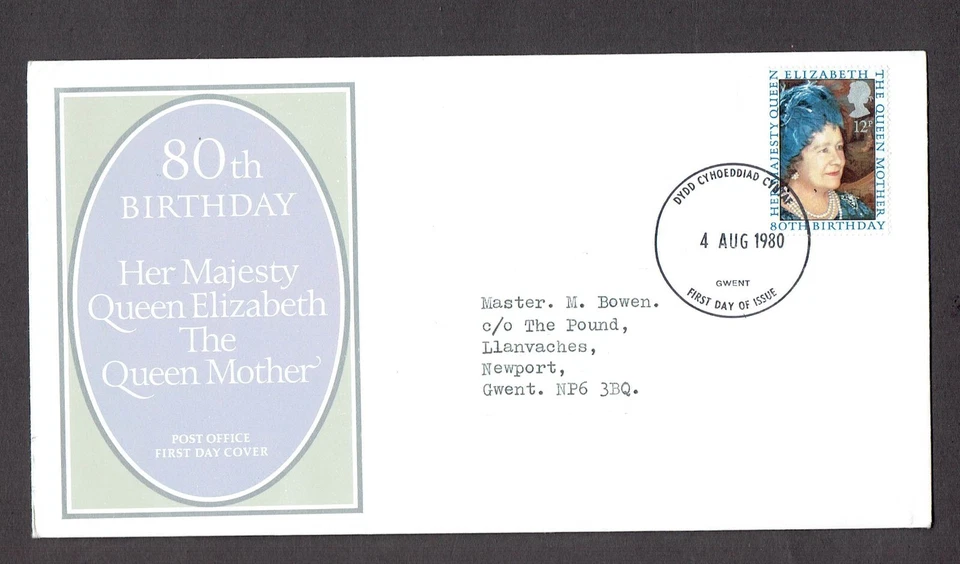 80th
BIRTHDAY
Her Majesty
Queen Elizabeth
The
Queen Mother
POST OFFICE
FIRST DAY COVER
HER MAJESTY QUEEN
ELIZABETH
THE QUEEN MOTHER
12P
80TH BIRTHDAY
DYDD CYHOEDDIAD CYNTAF
4 AUG 1980
GWENT
FIRST DAY OF ISSUE
Master. M. Bowen.
c/o The Pound,
Llanvaches,
Newport,
Gwent. NP6 3BQ.